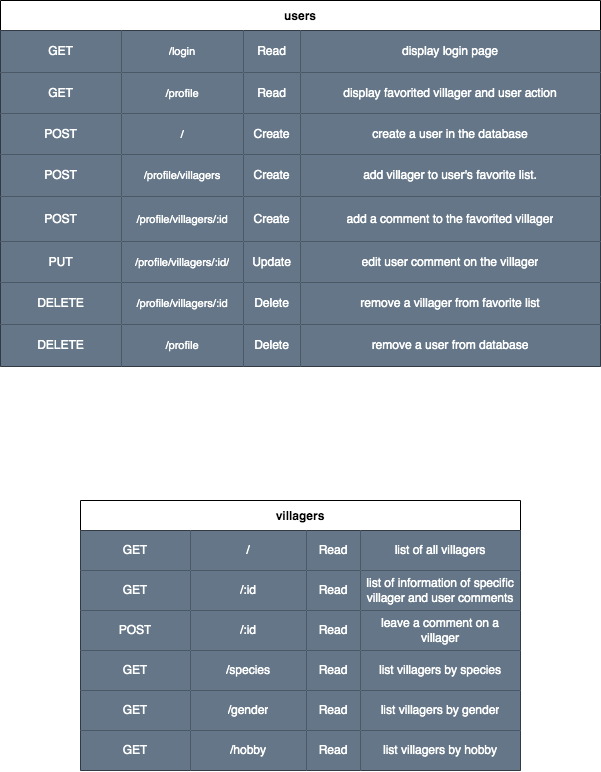 users
GET /login Read display login page
GET /profile Read display favorited villager and user action
POST / Create create a user in the database
POST /profile/villagers Create add villager to user's favorite list.
POST /profile/villagers/:id Create add a comment to the favorited villager
PUT /profile/villagers/:id/ Update edit user comment on the villager
DELETE /profile/villagers/:id Delete remove a villager from favorite list
DELETE /profile Delete remove a user from database
villagers
GET / Read list of all villagers
GET /:id Read list of information of specific
villager and user comments
POST /:id Read leave a comment on a
villager
GET /species Read list villagers by species
GET /gender Read list villagers by gender
GET /hobby Read list villagers by hobby